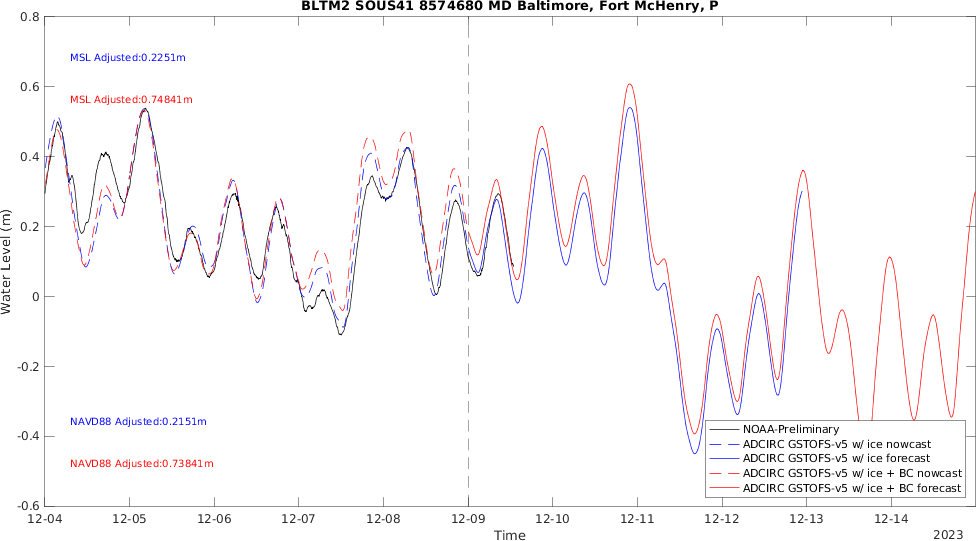 BLTM2 SOUS41 8574680 MD Baltimore, Fort McHenry, P
0.8
0.6
0.4
0.2
0
-0.2
-0.4
-0.6
Water Level (m)
MSL Adjusted:0.2251m
MSL Adjusted:0.74841m
NAVD88 Adjusted:0.2151m
NAVD88 Adjusted:0.73841m
NOAA-Preliminary
ADCIRC GSTOFS-v5 w/ ice nowcast
ADCIRC GSTOFS-v5 w/ ice forecast
ADCIRC GSTOFS-v5 w/ ice + BC nowcast
ADCIRC GSTOFS-v5 w/ ice + BC forecast
12-04 12-05 12-06 12-07 12-08 12-09 12-10 12-11 12-12 12-13 12-14
Time
2023